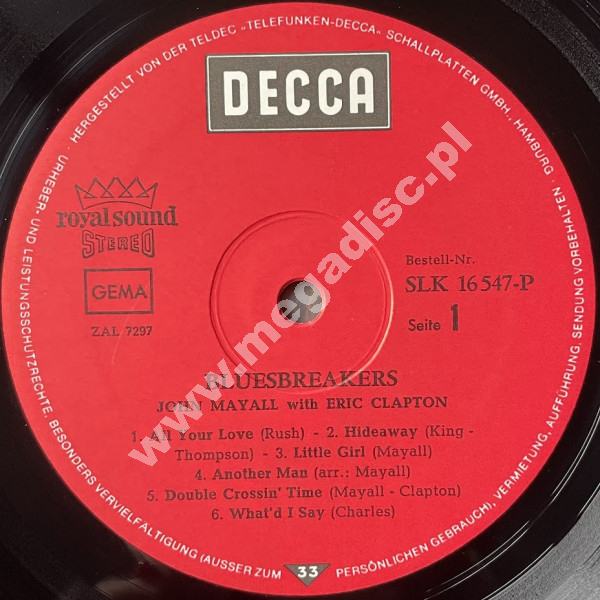 HERGESTELLT VON DER TELDEC »TELEFUNKEN-DECCA« SCHALLPLATTEN GMBH., HAMBURG
URHEBER- UND LEISTUNGSSCHUTZRECHTE. BESONDERS VERVIELFÄLTIGUNG (AUSSER ZUM PERSÖNLICHEN GEBRAUCH), VERMIETUNG, AUFFÜHRUNG, SENDUNG VORBEHALTEN
DECCA
royal sound
STEREO
GEMA
ZAL 7297
Bestell-Nr.
SLK 16547-P
Seite 1
BLUESBREAKERS
JOHN MAYALL with ERIC CLAPTON
1. All Your Love (Rush) - 2. Hideaway (King -
Thompson) - 3. Little Girl (Mayall)
4. Another Man (arr.: Mayall)
5. Double Crossin' Time (Mayall - Clapton)
6. What'd I Say (Charles)
33
www.megadisc.pl